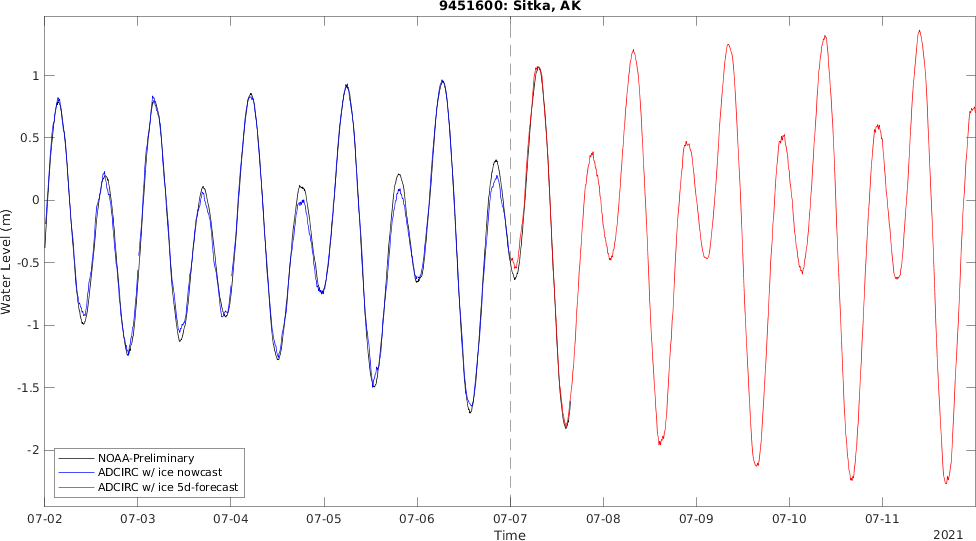 9451600: Sitka, AK
1
0.5
0
-0.5
-1
-1.5
-2
Water Level (m)
NOAA-Preliminary
ADCIRC w/ ice nowcast
ADCIRC w/ ice 5d-forecast
07-02 07-03 07-04 07-05 07-06 07-07 07-08 07-09 07-10 07-11
Time
2021